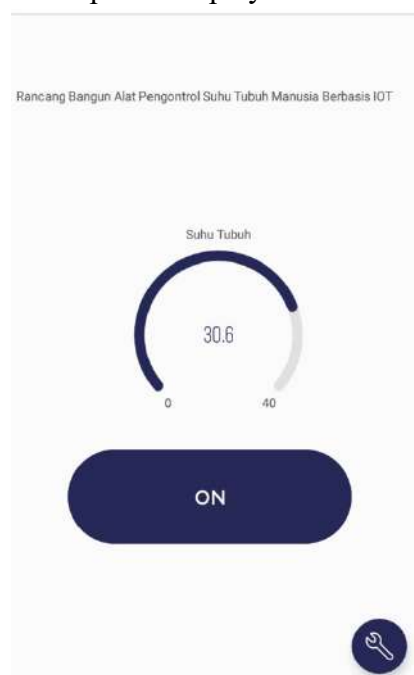 Rancang Bangun Alat Pengontrol Suhu Tubuh Manusia Berbasis IOT
Suhu Tubuh
30.6
0 40
ON